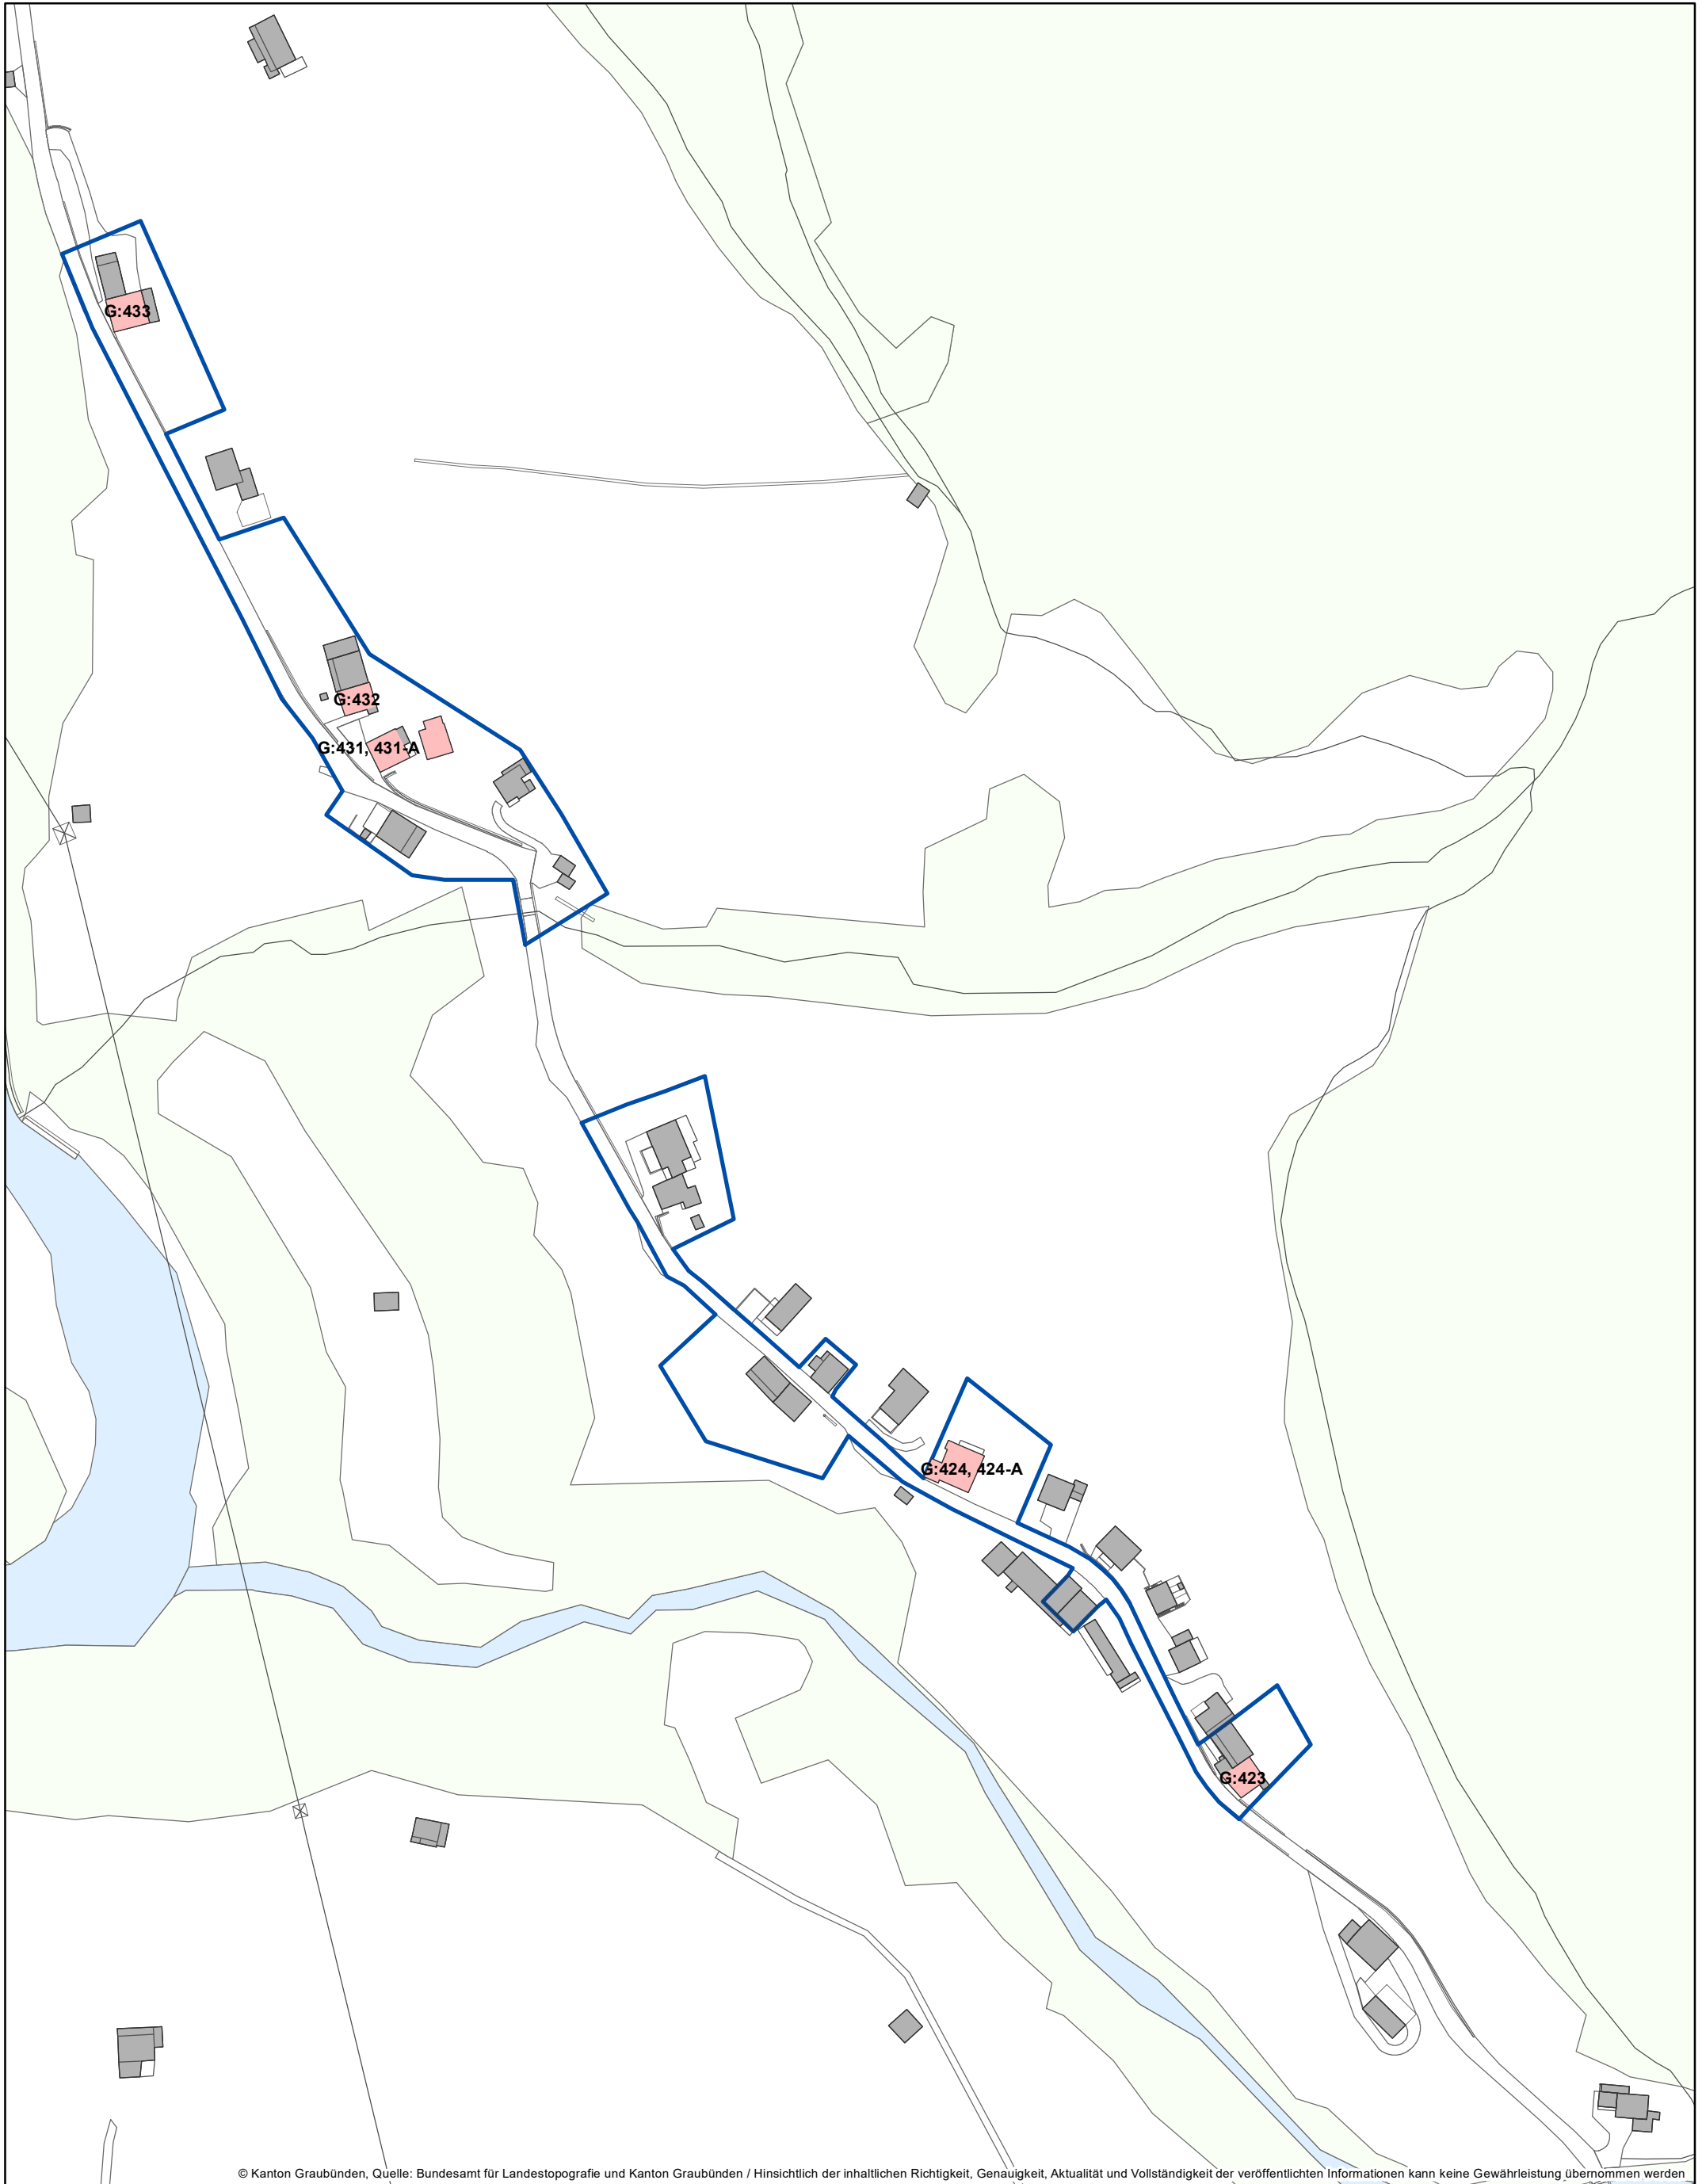 G:433
G:432
G:431, 431-A
G:424, 424-A
G:423
© Kanton Graubünden, Quelle: Bundesamt für Landestopografie und Kanton Graubünden / Hinsichtlich der inhaltlichen Richtigkeit, Genauigkeit, Aktualität und Vollständigkeit der veröffentlichten Informationen kann keine Gewährleistung übernommen werden